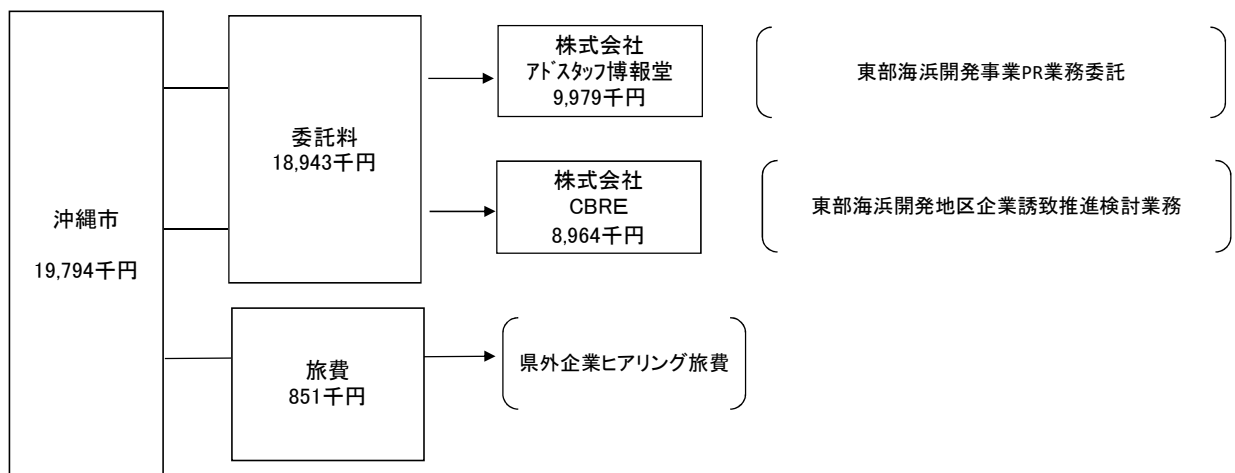 沖縄市
19,794千円
委託料
18,943千円
株式会社
アドスタッフ博報堂
9,979千円
東部海浜開発事業PR業務委託
株式会社
CBRE
8,964千円
東部海浜開発地区企業誘致推進検討業務
旅費
851千円
県外企業ヒアリング旅費